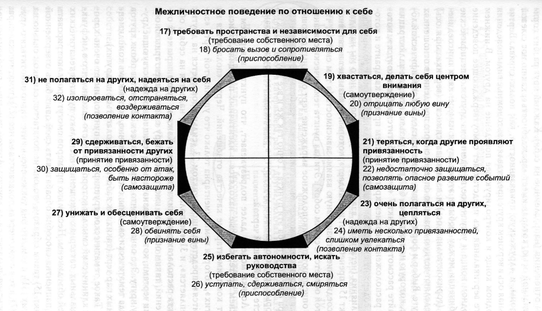 Межличностное поведение по отношению к себе
17) требовать пространства и независимости для себя
(требование собственного места)
18) бросать вызов и сопротивляться
(приспособление)
31) не полагаться на других, надеяться на себя
(надежда на других)
32) изолироваться, отстраняться,
воздерживаться
(позволение контакта)
19) хвастаться, делать себя центром
внимания
(самоутверждение)
20) отрицать любую вину
(признание вины)
29) сдерживаться, бежать
от привязанности других
(принятие привязанности)
30) защищаться, особенно от атак,
быть настороже
(самозащита)
21) теряться, когда другие проявляют
привязанность
(принятие привязанности)
22) недостаточно защищаться,
позволять опасное развитие событий
(самозащита)
27) унижать и обесценивать себя
(самоутверждение)
28) обвинять себя
(признание вины)
23) очень полагаться на других,
цепляться
(надежда на других)
24) иметь несколько привязанностей,
слишком увлекаться
(позволение контакта)
25) избегать автономности, искать
руководства
(требование собственного места)
26) уступать, сдерживаться, смиряться
(приспособление)